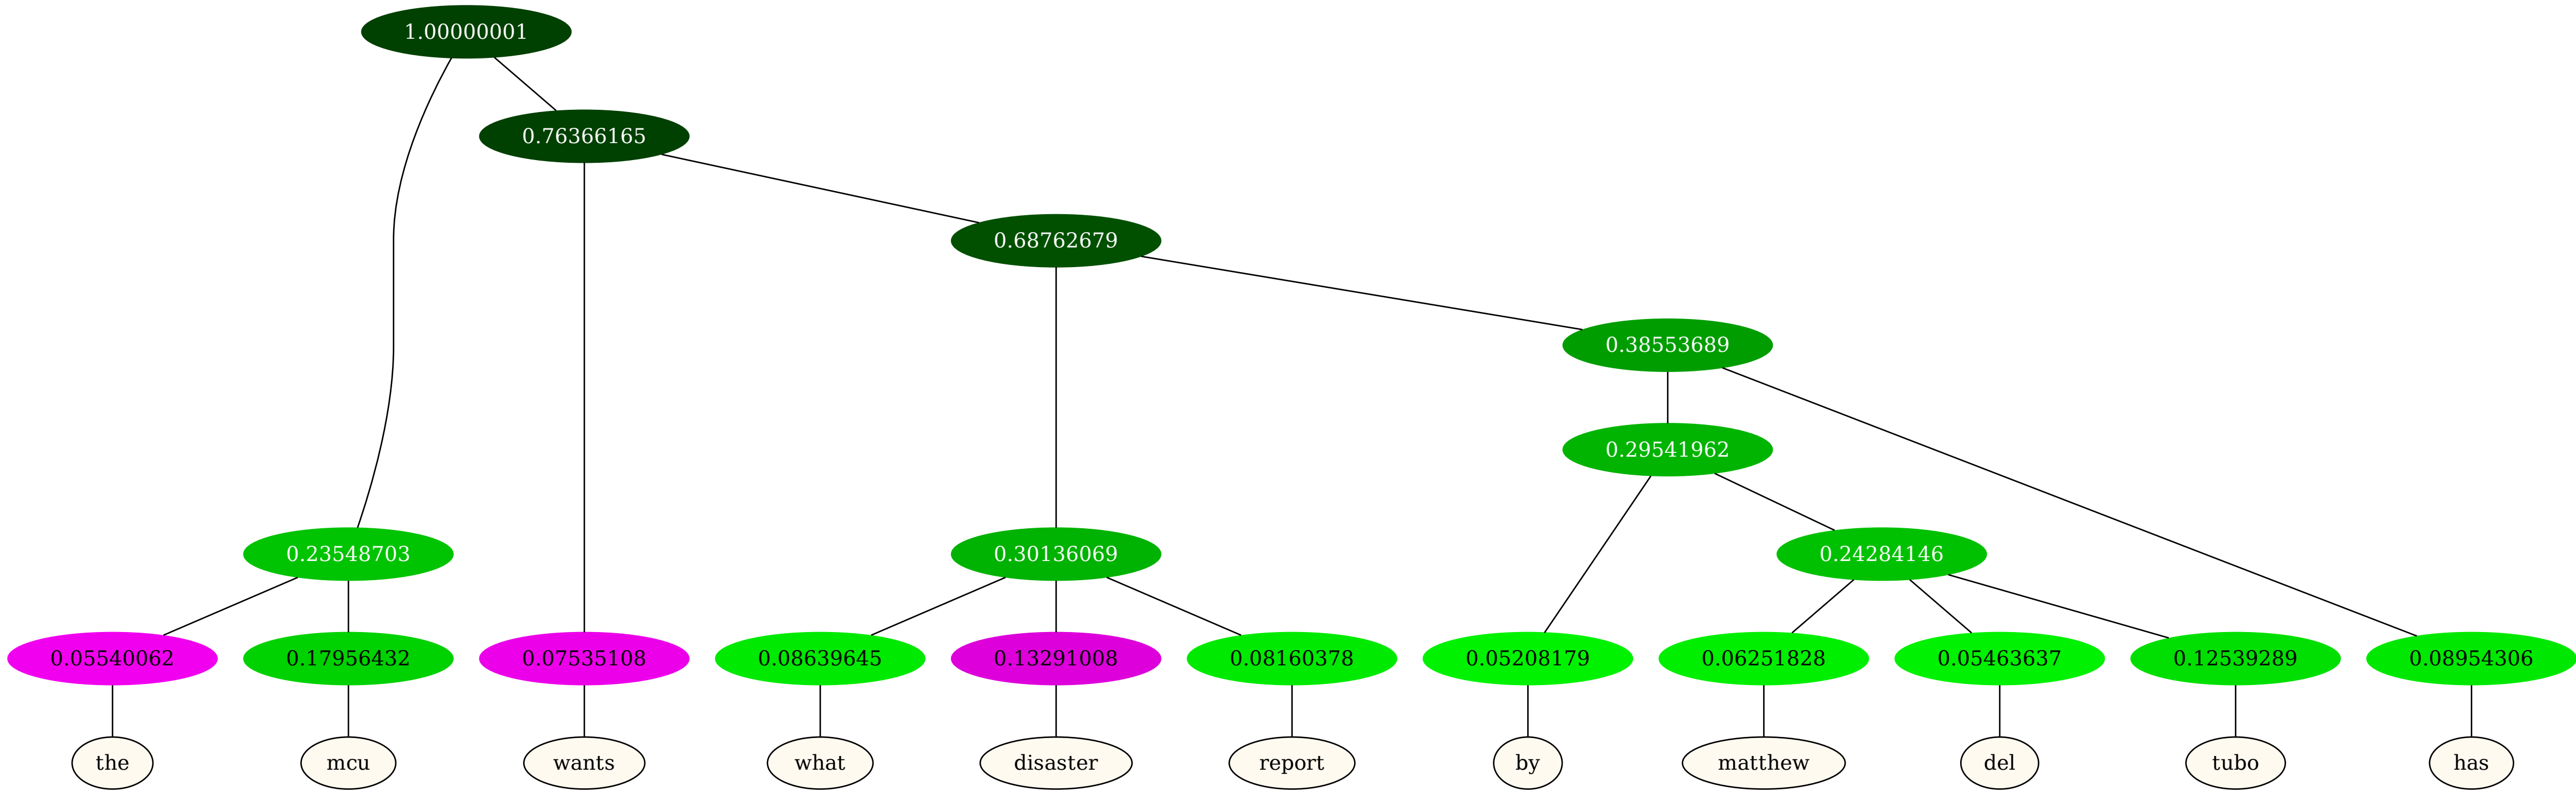 1.00000001
0.76366165
0.68762679
0.38553689
0.29541962
0.23548703 0.30136069 0.24284146
0.05540062 0.17956432 0.07535108 0.08639645 0.13291008 0.08160378 0.05208179 0.06251828 0.05463637 0.12539289 0.08954306
the mcu wants what disaster report by matthew del tubo has